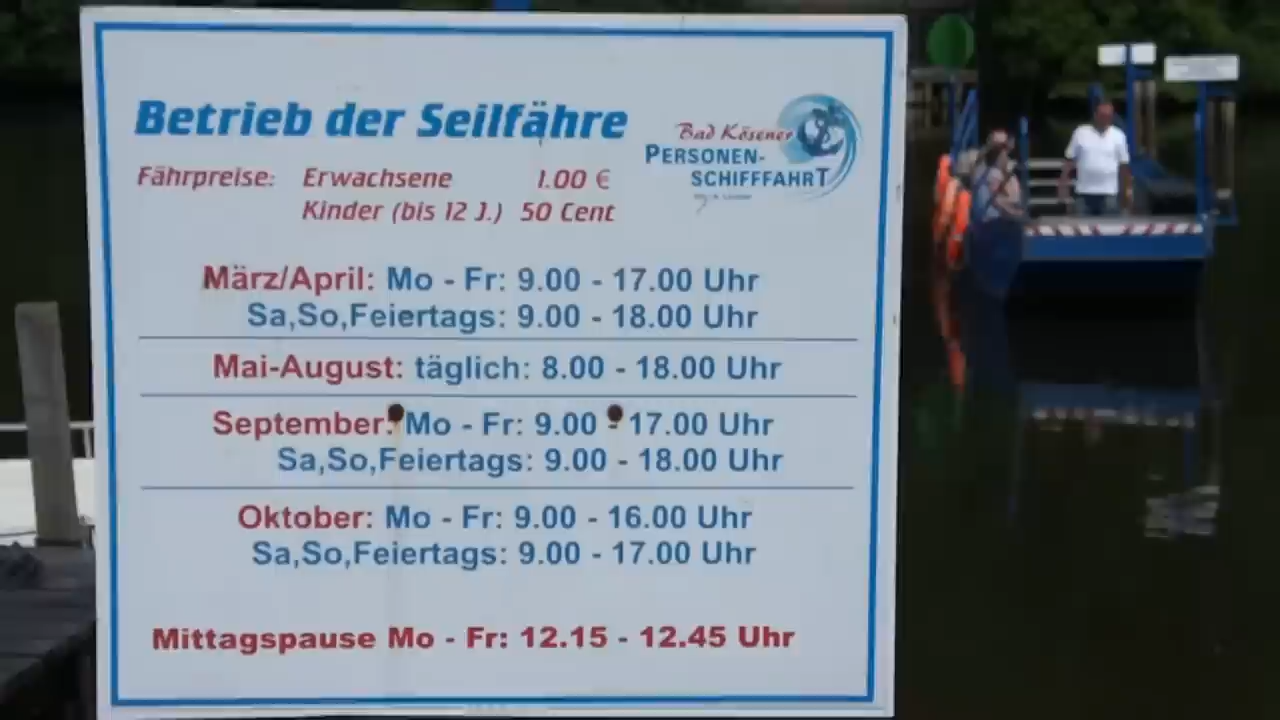 Betrieb der Seilfähre
Bad Kösener
PERSONEN-
SCHIFFFAHRT
Fährpreise: Erwachsene 1.00 €
Kinder (bis 12 J.) 50 Cent
März/April: Mo - Fr: 9.00 - 17.00 Uhr
Sa,So,Feiertags: 9.00 - 18.00 Uhr
Mai-August: täglich: 8.00 - 18.00 Uhr
September: Mo - Fr: 9.00 - 17.00 Uhr
Sa,So,Feiertags: 9.00 - 18.00 Uhr
Oktober: Mo - Fr: 9.00 - 16.00 Uhr
Sa,So,Feiertags: 9.00 - 17.00 Uhr
Mittagspause Mo - Fr: 12.15 - 12.45 Uhr